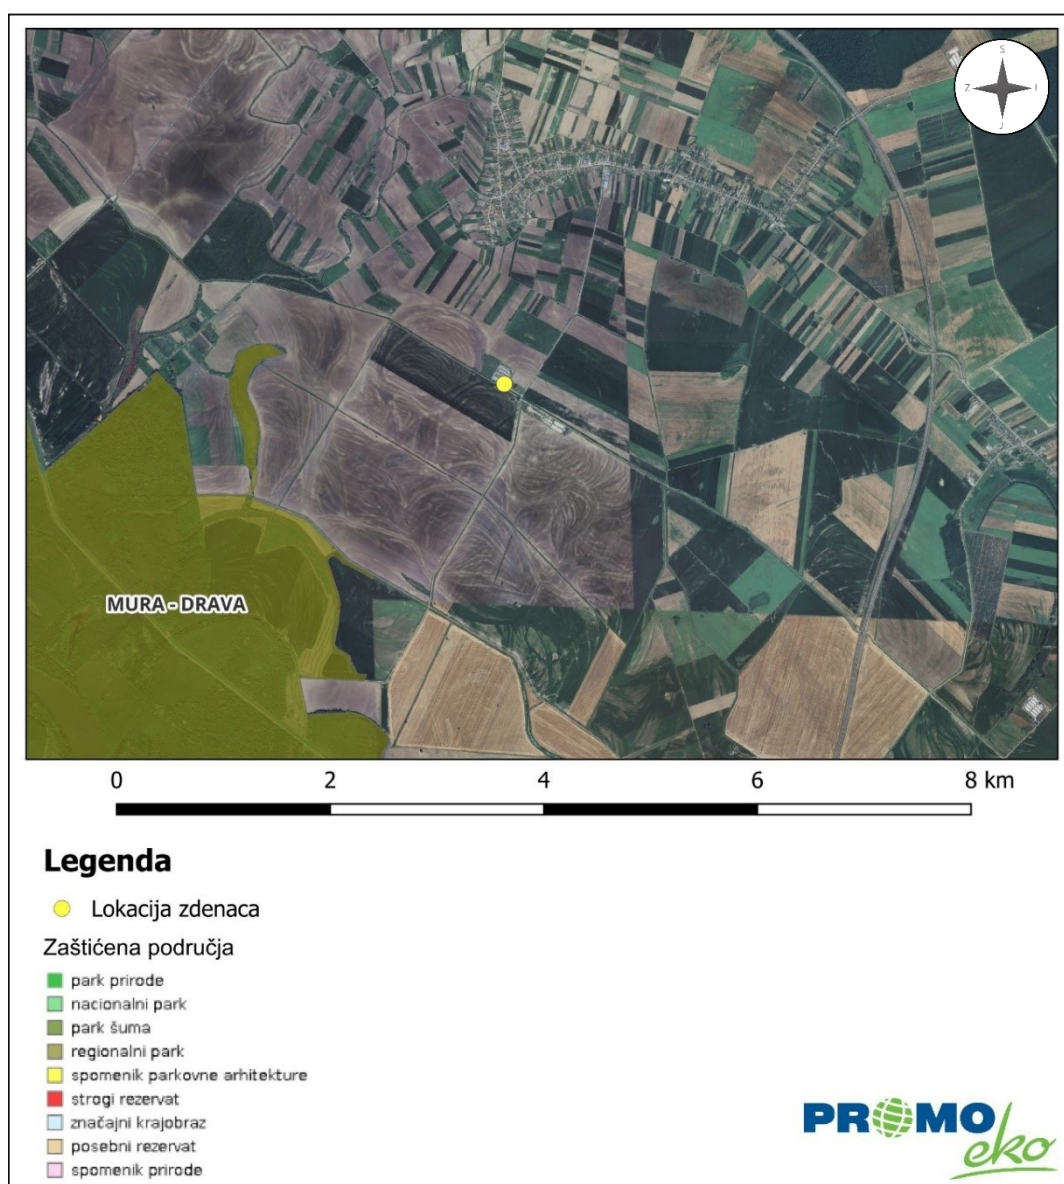 S
Z
I
J
MURA - DRAVA
0 2 4 6 8 km
Legenda
Lokacija zdenaca
Zaštićena područja
park prirode
nacionalni park
park šuma
regionalni park
spomenik parkovne arhitekture
strogi rezervat
značajni krajobraz
posebni rezervat
spomenik prirode
PROMO
eko